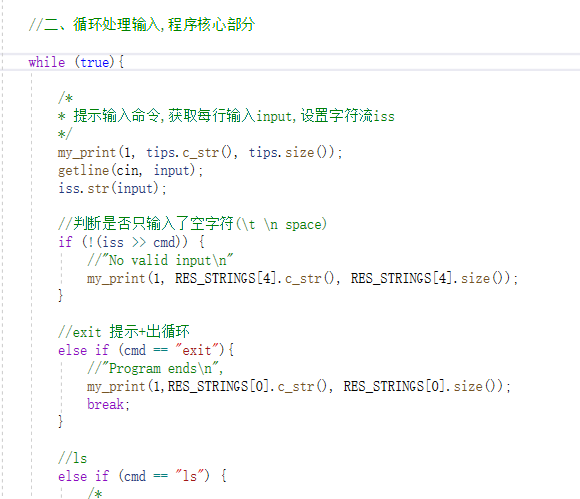 //二、循环处理输入,程序核心部分
while (true){
/*
* 提示输入命令,获取每行输入input,设置字符流iss
*/
my_print(1, tips.c_str(), tips.size());
getline(cin, input);
iss.str(input);
//判断是否只输入了空字符(\t \n space)
if (!(iss >> cmd)) {
//"No valid input\n"
my_print(1, RES_STRINGS[4].c_str(), RES_STRINGS[4].size());
}
//exit 提示+出循环
else if (cmd == "exit"){
//"Program ends\n",
my_print(1,RES_STRINGS[0].c_str(), RES_STRINGS[0].size());
break;
}
//ls
else if (cmd == "ls") {
/*